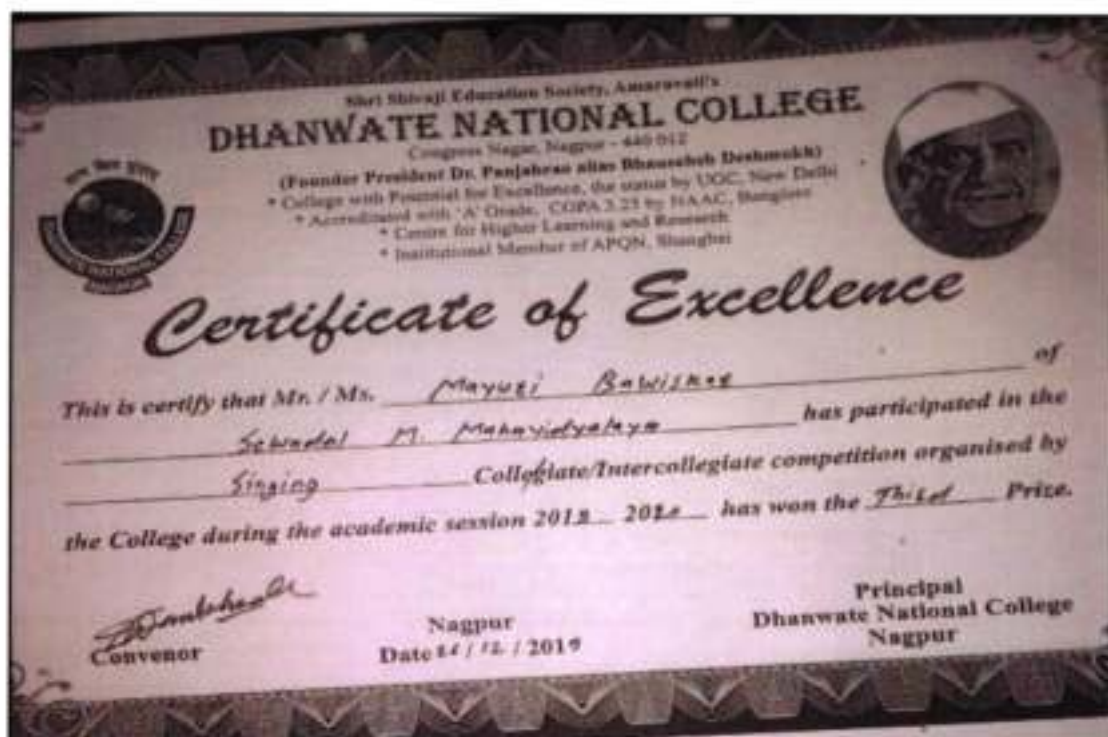 Shri Shivaji Education Society, Amaravati's
DHANWATE NATIONAL COLLEGE
Congress Nagar, Nagpur - 440 012
(Founder President Dr. Panjabrao alias Bhausaheb Deshmukh)
* College with Potential for Excellence, the status by UGC, New Delhi
* Accredited with 'A' Grade, CGPA 3.25 by NAAC, Banglore
* Centre for Higher Learning and Research
* Institutional Member of APQN, Shanghai
DHANWATE NATIONAL COLLEGE
NAGPUR
Certificate of Excellence
This is certify that Mr. / Ms. Mayuri Bawiskar of
Sewadal M. Mahavidyalaya has participated in the
Singing Collegiate/Intercollegiate competition organised by
the College during the academic session 2019 2020 has won the Third Prize.
Convenor
Nagpur
Date /12/2019
Principal
Dhanwate National College
Nagpur